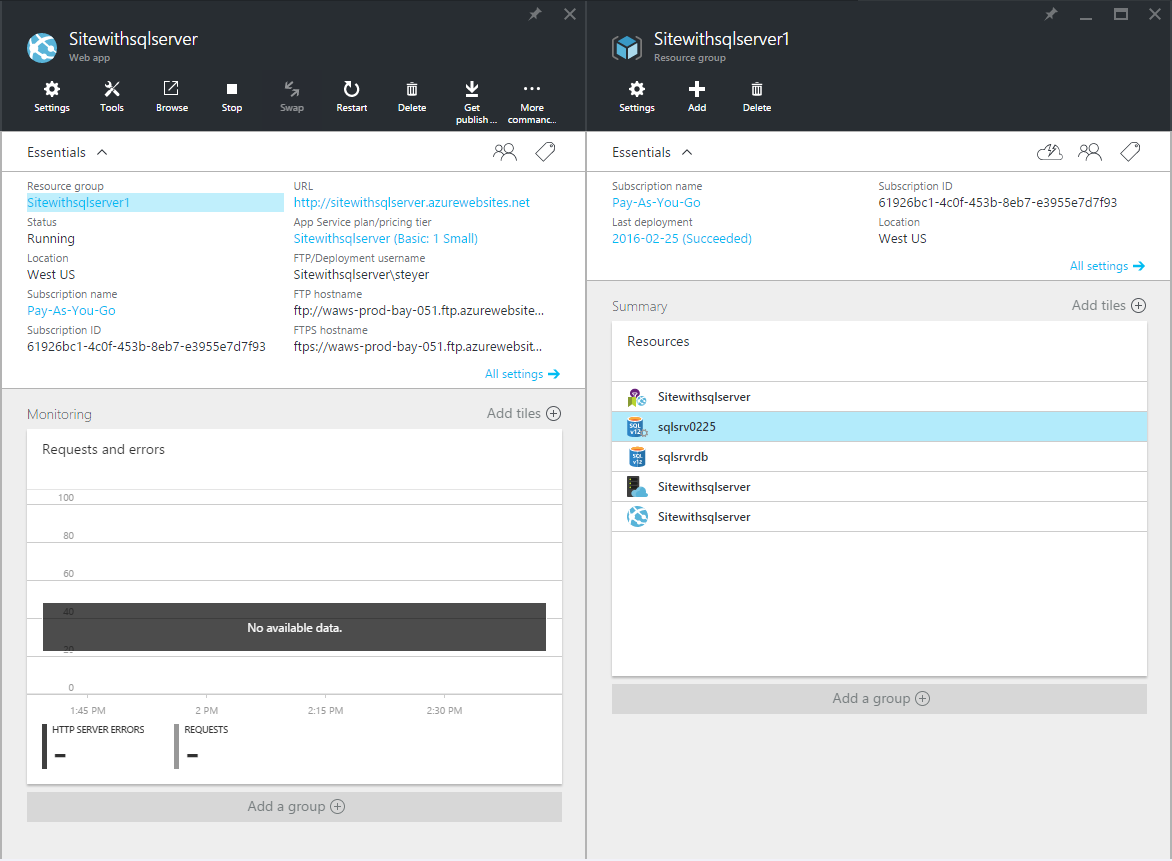 Sitewithsqlserver
Web app
Settings
Tools
Browse
Stop
Swap
Restart
Delete
Get publish ...
More commanc...
Essentials
Resource group
Sitewithsqlserver1
Status
Running
Location
West US
Subscription name
Pay-As-You-Go
Subscription ID
61926bc1-4c0f-453b-8eb7-e3955e7d7f93
URL
http://sitewithsqlserver.azurewebsites.net
App Service plan/pricing tier
Sitewithsqlserver (Basic: 1 Small)
FTP/Deployment username
Sitewithsqlserver\steyer
FTP hostname
ftp://waws-prod-bay-051.ftp.azurewebsite...
FTPS hostname
ftps://waws-prod-bay-051.ftp.azurewebsit...
All settings
Monitoring
Add tiles
Requests and errors
100
80
60
40
No available data.
20
0
1:45 PM
2 PM
2:15 PM
2:30 PM
HTTP SERVER ERRORS
–
REQUESTS
–
Add a group
Sitewithsqlserver1
Resource group
Settings
Add
Delete
Essentials
Subscription name
Pay-As-You-Go
Last deployment
2016-02-25 (Succeeded)
Subscription ID
61926bc1-4c0f-453b-8eb7-e3955e7d7f93
Location
West US
All settings
Summary
Add tiles
Resources
Sitewithsqlserver
SQL
v12
sqlsrv0225
SQL
v12
sqlsrvrdb
Sitewithsqlserver
Sitewithsqlserver
Add a group